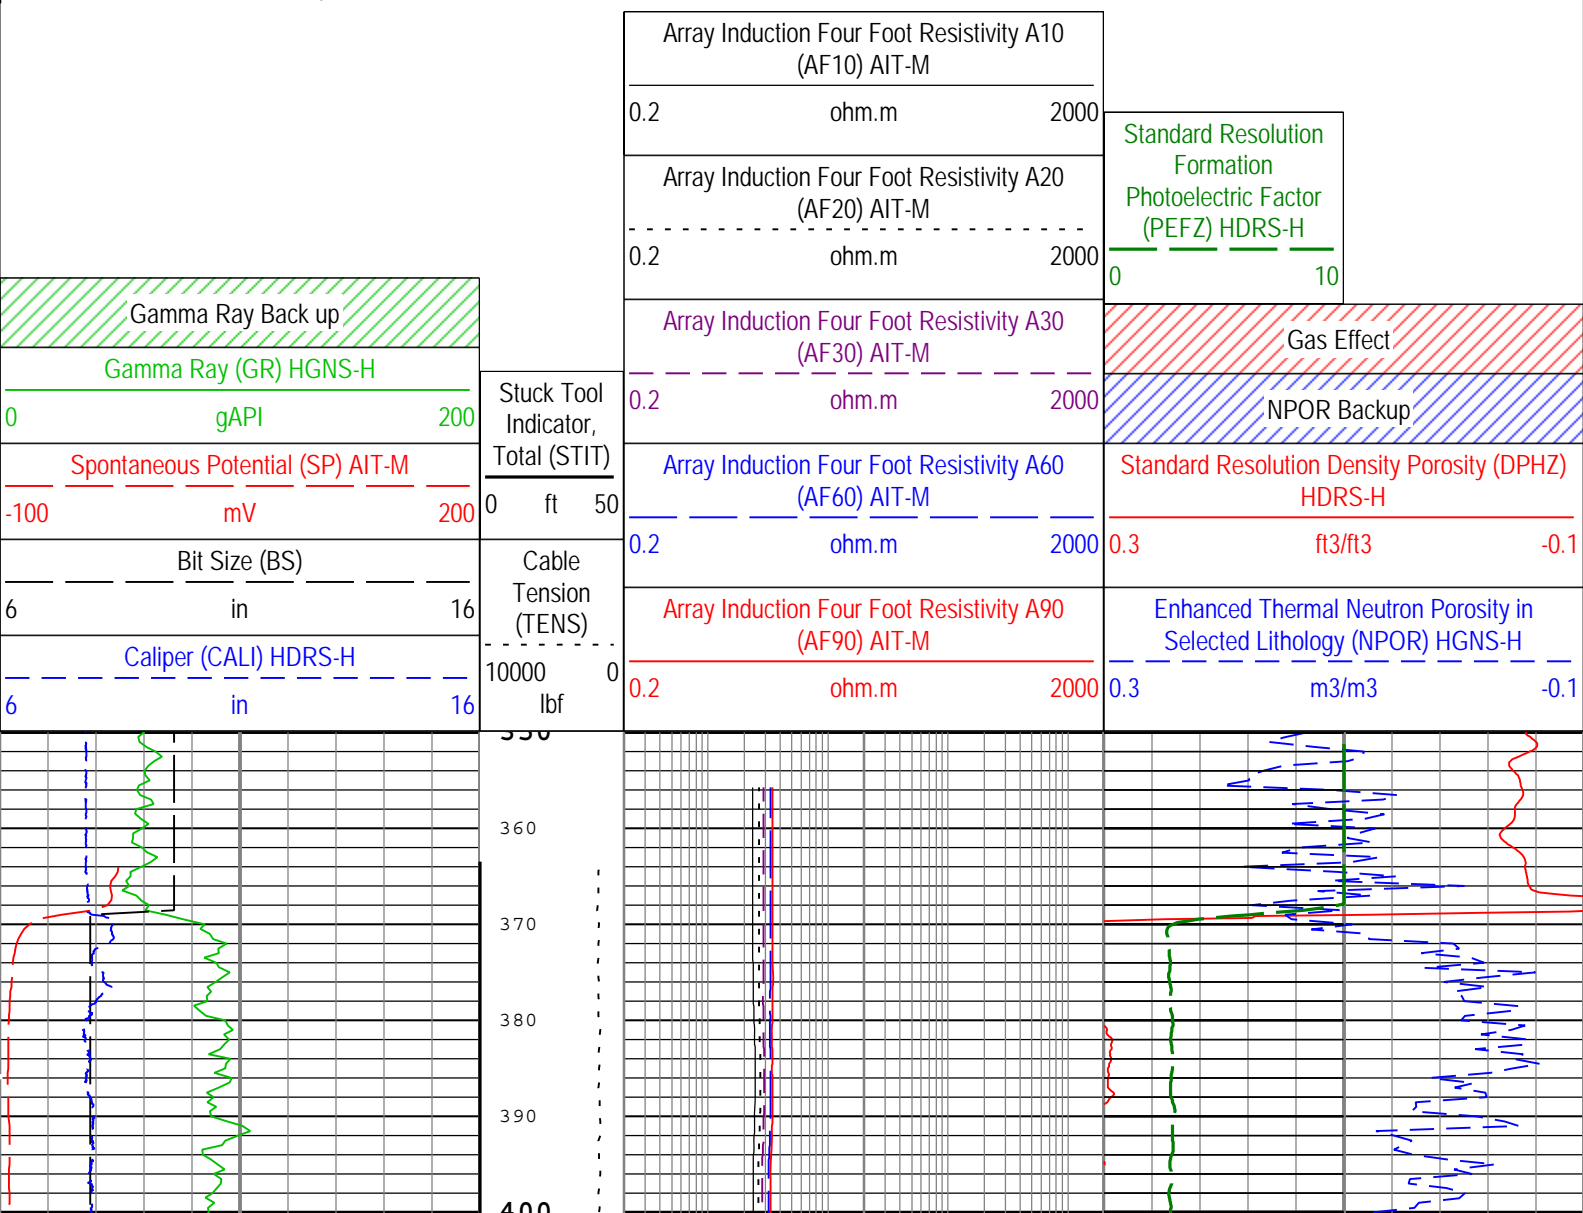 Array Induction Four Foot Resistivity A10
(AF10) AIT-M
0.2 ohm.m 2000
Array Induction Four Foot Resistivity A20
(AF20) AIT-M
0.2 ohm.m 2000
Array Induction Four Foot Resistivity A30
(AF30) AIT-M
0.2 ohm.m 2000
Array Induction Four Foot Resistivity A60
(AF60) AIT-M
0.2 ohm.m 2000
Array Induction Four Foot Resistivity A90
(AF90) AIT-M
0.2 ohm.m 2000
Standard Resolution
Formation
Photoelectric Factor
(PEFZ) HDRS-H
0 10
Gas Effect
NPOR Backup
Standard Resolution Density Porosity (DPHZ)
HDRS-H
0.3 ft3/ft3 -0.1
Enhanced Thermal Neutron Porosity in
Selected Lithology (NPOR) HGNS-H
0.3 m3/m3 -0.1
Gamma Ray Back up
Gamma Ray (GR) HGNS-H
0 gAPI 200
Spontaneous Potential (SP) AIT-M
-100 mV 200
Bit Size (BS)
6 in 16
Caliper (CALI) HDRS-H
6 in 16
Stuck Tool
Indicator,
Total (STIT)
0 ft 50
Cable
Tension
(TENS)
10000 0
lbf
350
360
370
380
390
400